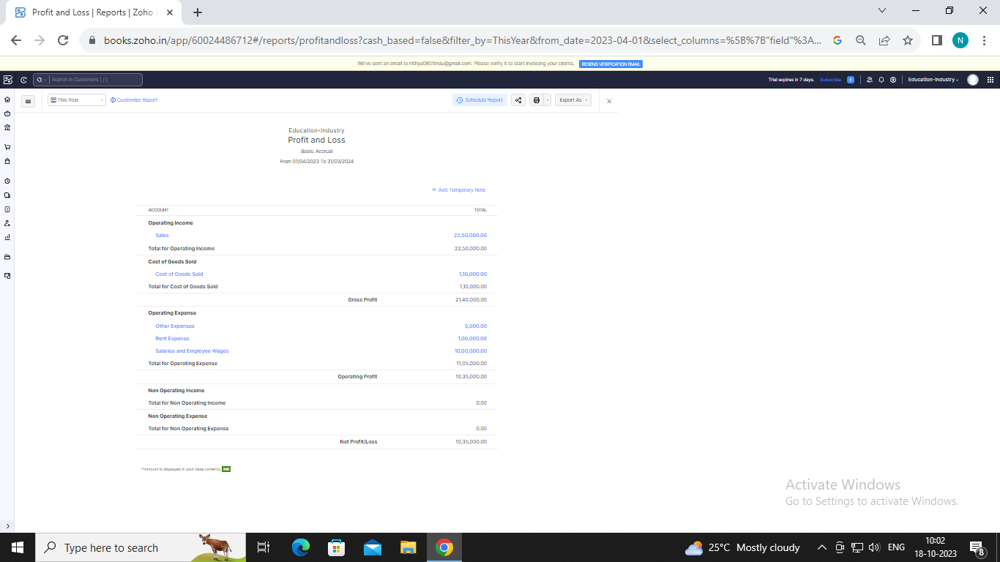 Profit and Loss | Reports | Zoho
books.zoho.in/app/60024486712#/reports/profitandloss?cash_based=false&filter_by=ThisYear&from_date=2023-04-01&select_columns=%5B%7B"field"%3A...
N
We've sent an email to nithya0801mdu@gmail.com. Please verify it to start invoicing your clients. RESEND VERIFICATION EMAIL
Search in Customers ( / )
Trial expires in 7 days. Subscribe
Education-Industry
This Year
Customize Report
Schedule Report
Export As
Education-Industry
Profit and Loss
Basis: Accrual
From 01/04/2023 To 31/03/2024
+ Add Temporary Note
ACCOUNT TOTAL
Operating Income
Sales 22,50,000.00
Total for Operating Income 22,50,000.00
Cost of Goods Sold
Cost of Goods Sold 1,10,000.00
Total for Cost of Goods Sold 1,10,000.00
Gross Profit 21,40,000.00
Operating Expense
Other Expenses 5,000.00
Rent Expense 1,00,000.00
Salaries and Employee Wages 10,00,000.00
Total for Operating Expense 11,05,000.00
Operating Profit 10,35,000.00
Non Operating Income
Total for Non Operating Income 0.00
Non Operating Expense
Total for Non Operating Expense 0.00
Net Profit/Loss 10,35,000.00
**Amount is displayed in your base currency INR
Activate Windows
Go to Settings to activate Windows.
Type here to search
25°C Mostly cloudy
ENG
10:02
18-10-2023
8